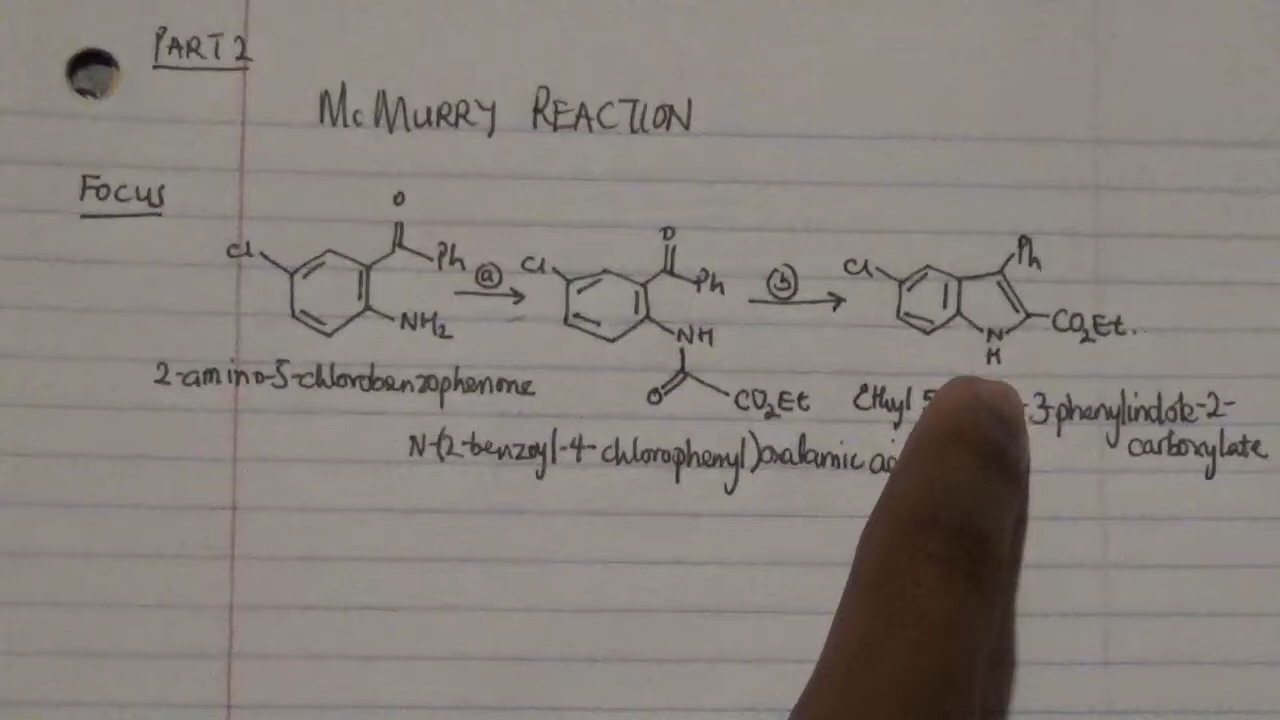 PART 2
McMURRY REACTION
Focus
O
Cl Ph NH2
a
O
Cl Ph NH O CO2Et
b
Cl Ph N H CO2Et.
2-amino-5-chlorobenzophenone
Ethyl 5 -3-phenylindole-2-
carboxylate
N-(2-benzoyl-4-chlorophenyl)oxalamic